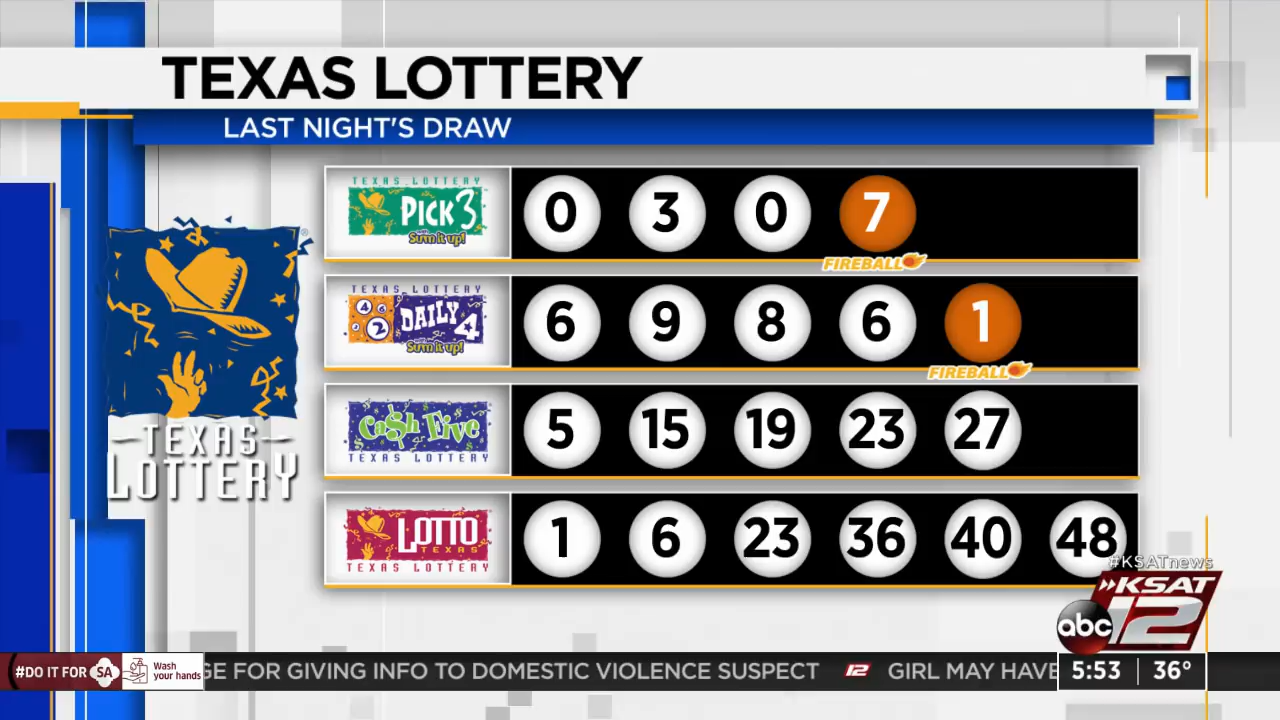 TEXAS LOTTERY
LAST NIGHT'S DRAW
TEXAS LOTTERY
PICK 3
Sum it up!
0 3 0 7
FIREBALL
TEXAS LOTTERY
4 6 2
DAILY 4
Sum it up!
6 9 8 6 1
FIREBALL
Ca$h Five
TEXAS LOTTERY
5 15 19 23 27
LOTTO
TEXAS
TEXAS LOTTERY
1 6 23 36 40 48
®
TEXAS
LOTTERY
#KSATnews
KSAT
abc 12
#DO IT FOR SA
Wash
your hands
GE FOR GIVING INFO TO DOMESTIC VIOLENCE SUSPECT 12 GIRL MAY HAVE
5:53 36°